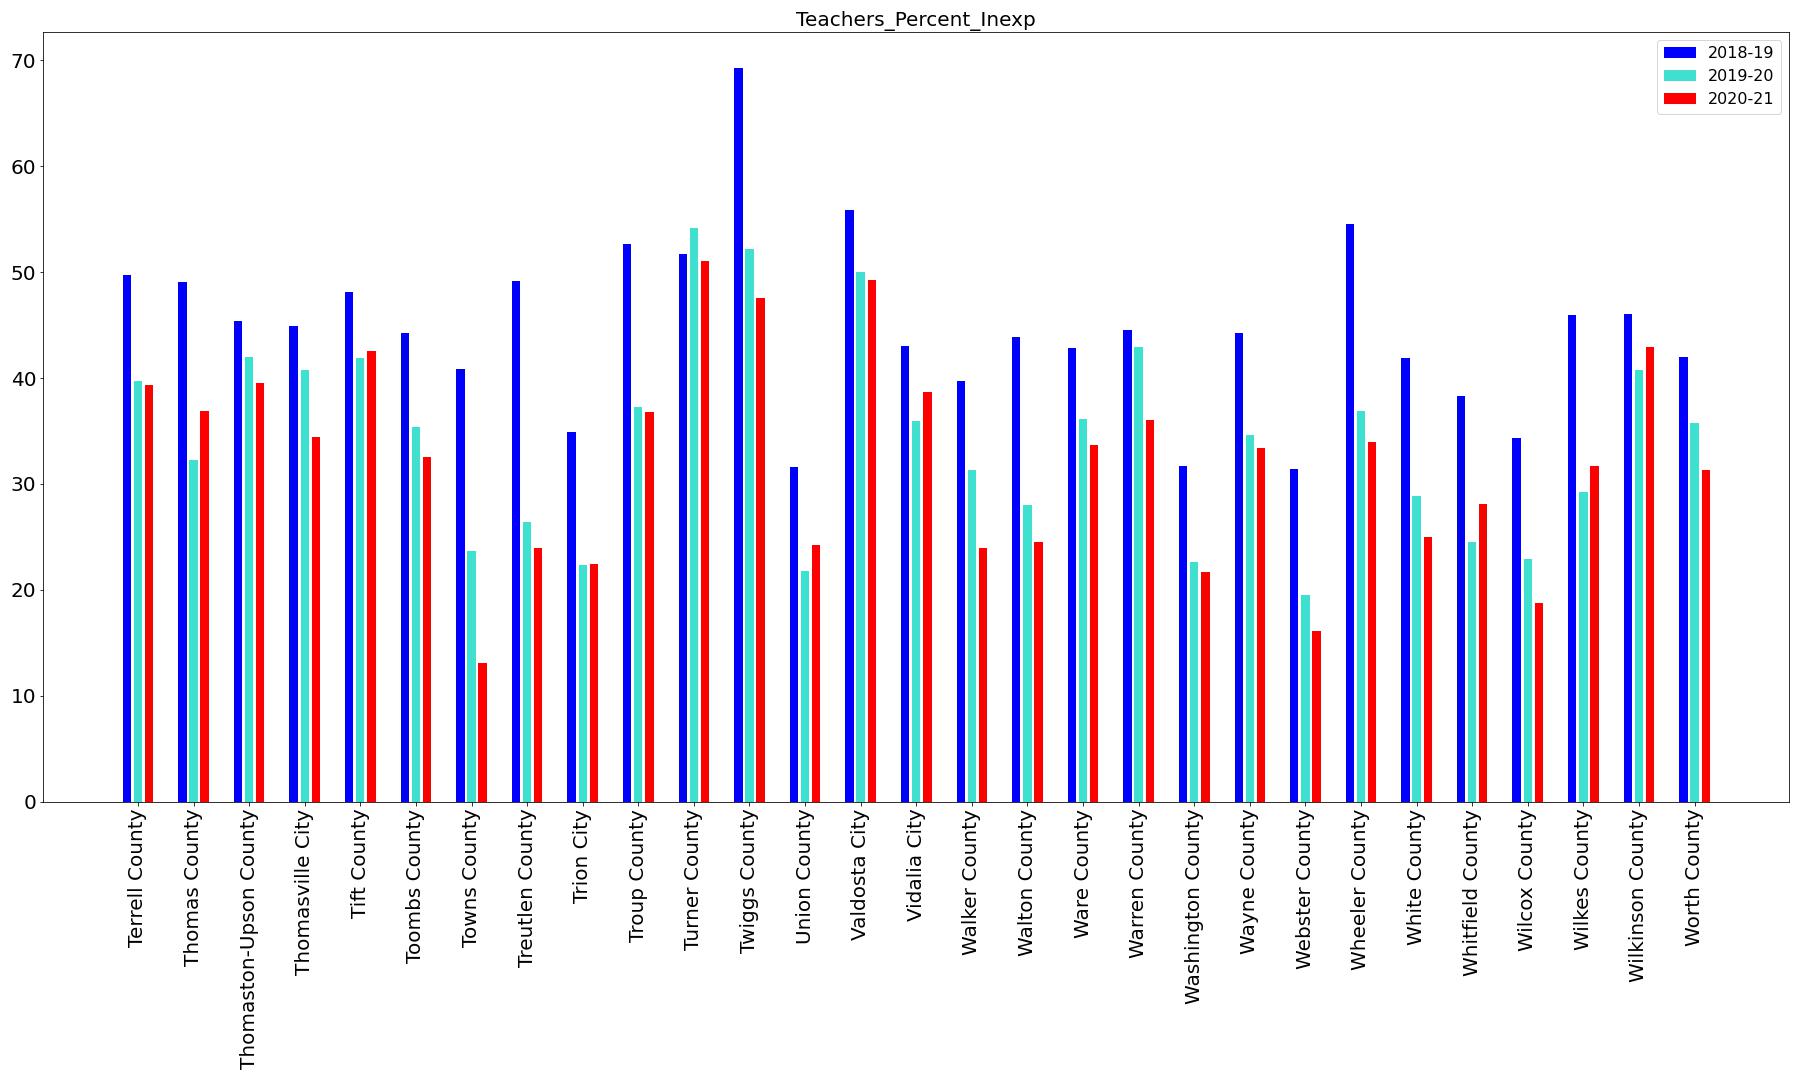 Teachers_Percent_Inexp
2018-19
2019-20
2020-21
70
60
50
40
30
20
10
0
Terrell County
Thomas County
Thomaston-Upson County
Thomasville City
Tift County
Toombs County
Towns County
Treutlen County
Trion City
Troup County
Turner County
Twiggs County
Union County
Valdosta City
Vidalia City
Walker County
Walton County
Ware County
Warren County
Washington County
Wayne County
Webster County
Wheeler County
White County
Whitfield County
Wilcox County
Wilkes County
Wilkinson County
Worth County